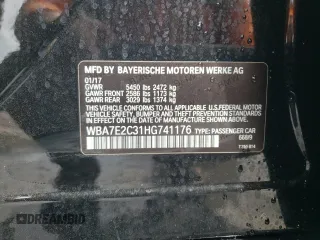 MFD BY BAYERISCHE MOTOREN WERKE AG
01/17
GVWR 5450 lbs 2472 kg
GAWR FRONT 2586 lbs 1173 kg
GAWR REAR 3029 lbs 1374 kg
THIS VEHICLE CONFORMS TO ALL APPLICABLE U.S. FEDERAL
MOTOR VEHICLE SAFETY, BUMPER, AND THEFT PREVENTION
STANDARDS IN EFFECT ON THE DATE OF MANUFACTURE SHOWN ABOVE.
WBA7E2C31HG741176 TYPE: PASSENGER CAR
DREAMBID